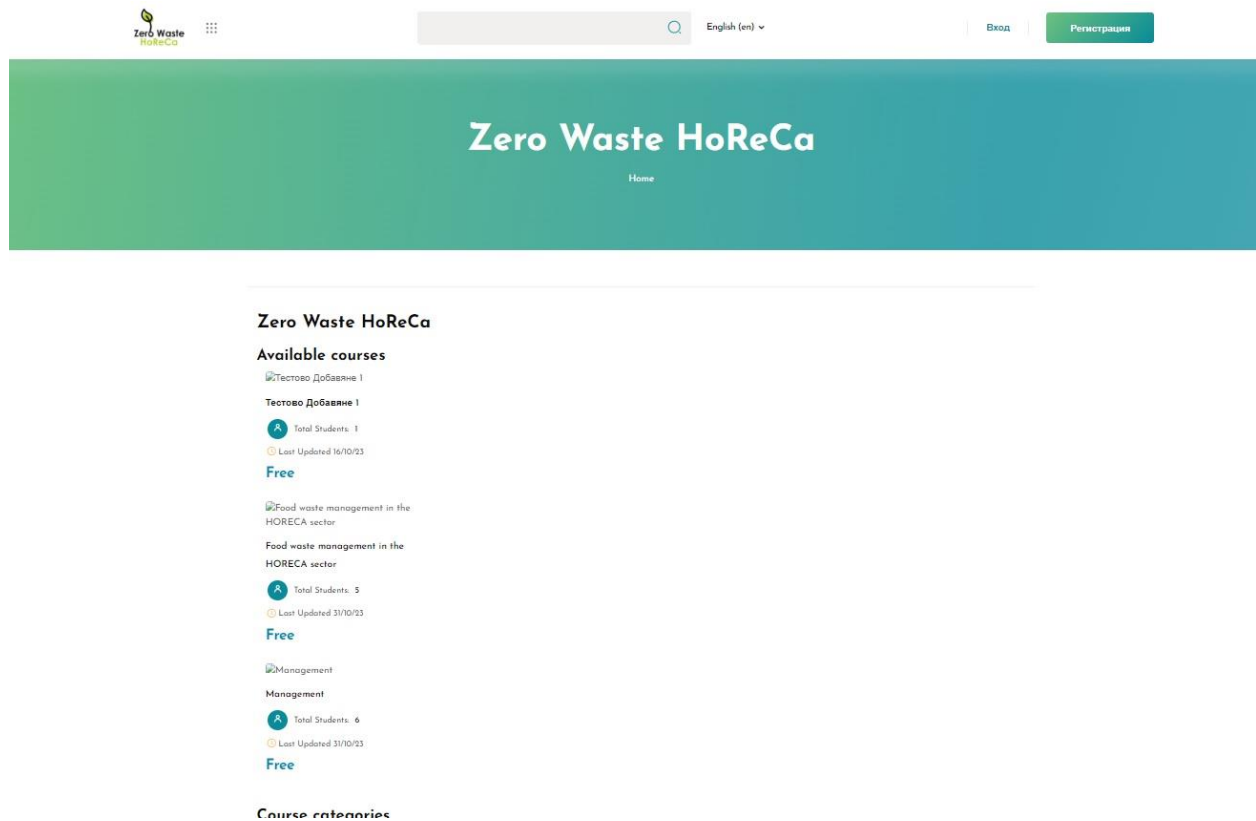 Zero Waste
HoReCa
English (en)
Вход
Регистрация
Zero Waste HoReCa
Home
Zero Waste HoReCa
Available courses
Тестово Добавяне 1
Тестово Добавяне 1
Total Students: 1
Last Updated 16/10/23
Free
Food waste management in the
HORECA sector
Food waste management in the
HORECA sector
Total Students: 5
Last Updated 31/10/23
Free
Management
Management
Total Students: 6
Last Updated 31/10/23
Free
Course categories